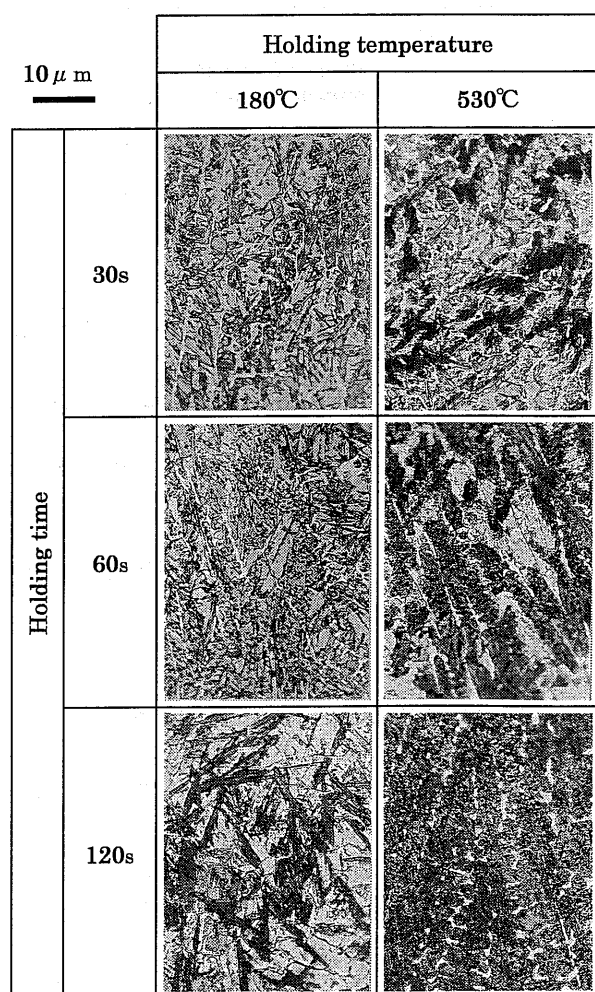 Holding temperature
10 μ m
180℃
530℃
30s
60s
120s
Holding time